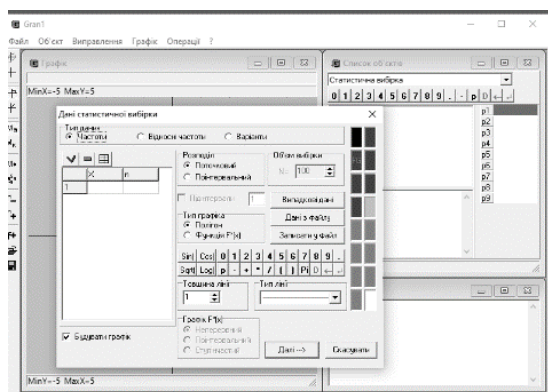 Gran1
Файл Об'єкт Виправлення Графік Операції ?
Графік
Список об'єктів
MinX=-5 MaxY=5
Статистична вибірка
0 1 2 3 4 5 6 7 8 9 . - p D
p1
p2
p3
p4
p5
p6
p7
p8
p9
Дані статистичної вибірки
Тип даних
Частоти Відносні частоти Варіанти
X n
1
Розподіл
Поточковий
Поінтервальний
Об'єм вибірки
N= 100
Поінтервали 1
Випадкові дані
Тип графіка
Полігон
Функція F*(x)
Дані з файлу
Записати у файл
Sin( Cos( 0 1 2 3 4 5 6 7 8 9 .
Sqrt( Log( p - + * / ( ) Pi D
Товщина лінії
1
Тип лінії
Графік F*(x)
Неперервний
Поінтервальний
Ступінчастий
Будувати графік
Далі -->
Скасувати
MinY=-5 MaxX=5